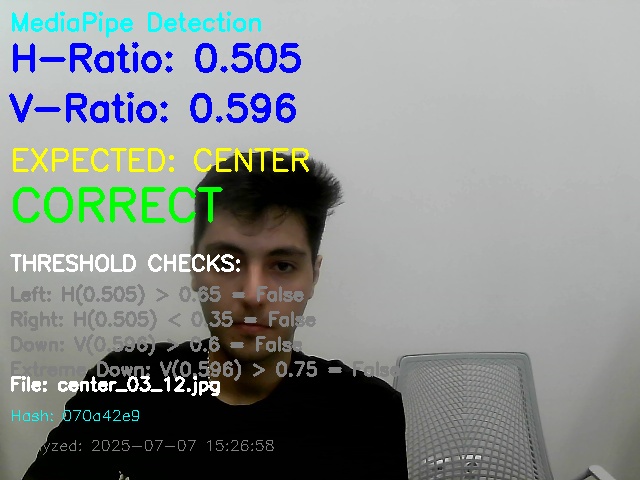 MediaPipe Detection
H-Ratio: 0.505
V-Ratio: 0.596
EXPECTED: CENTER
CORRECT
THRESHOLD CHECKS:
Left: H(0.505) > 0.65 = False
Right: H(0.505) < 0.35 = False
Down: V(0.596) > 0.6 = False
Extreme Down: V(0.596) > 0.75 = False
File: center_03_12.jpg
Hash: 070a42e9
yzed: 2025-07-07 15:26:58